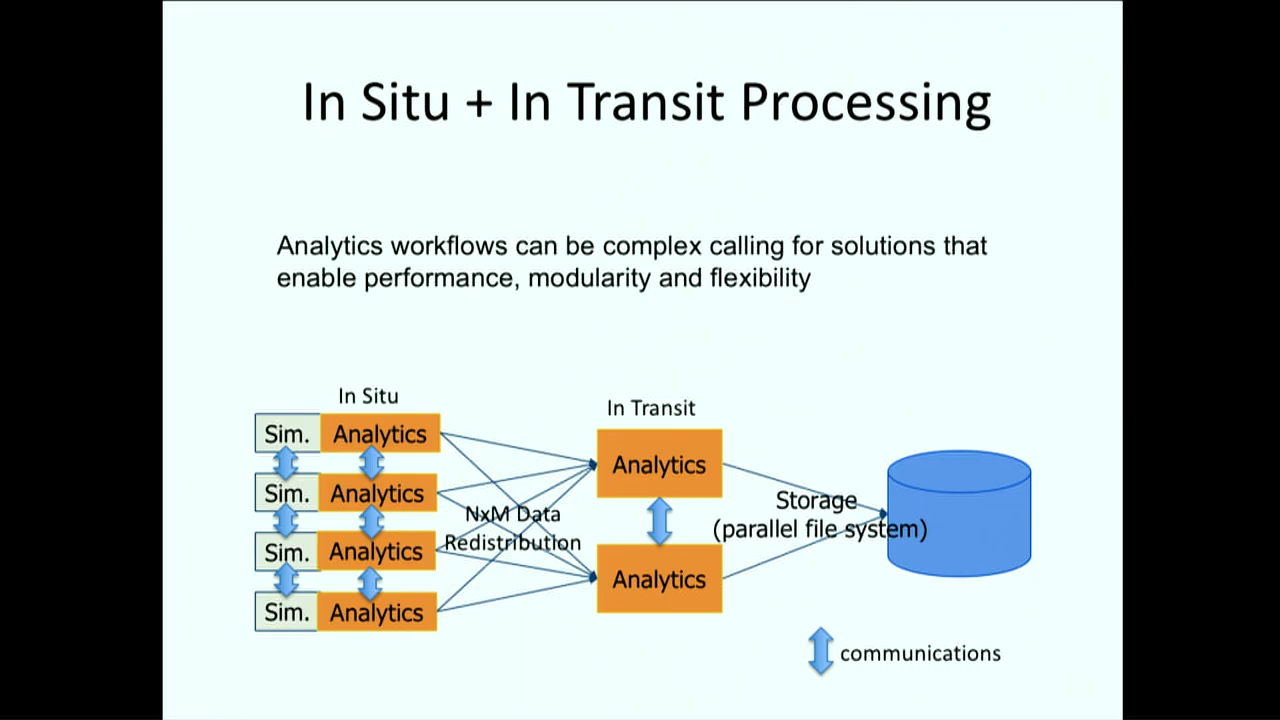 In Situ + In Transit Processing
Analytics workflows can be complex calling for solutions that
enable performance, modularity and flexibility
In Situ
In Transit
Sim. Analytics
Sim. Analytics
Sim. Analytics
Sim. Analytics
NxM Data
Redistribution
Analytics
Analytics
Storage
(parallel file system)
communications